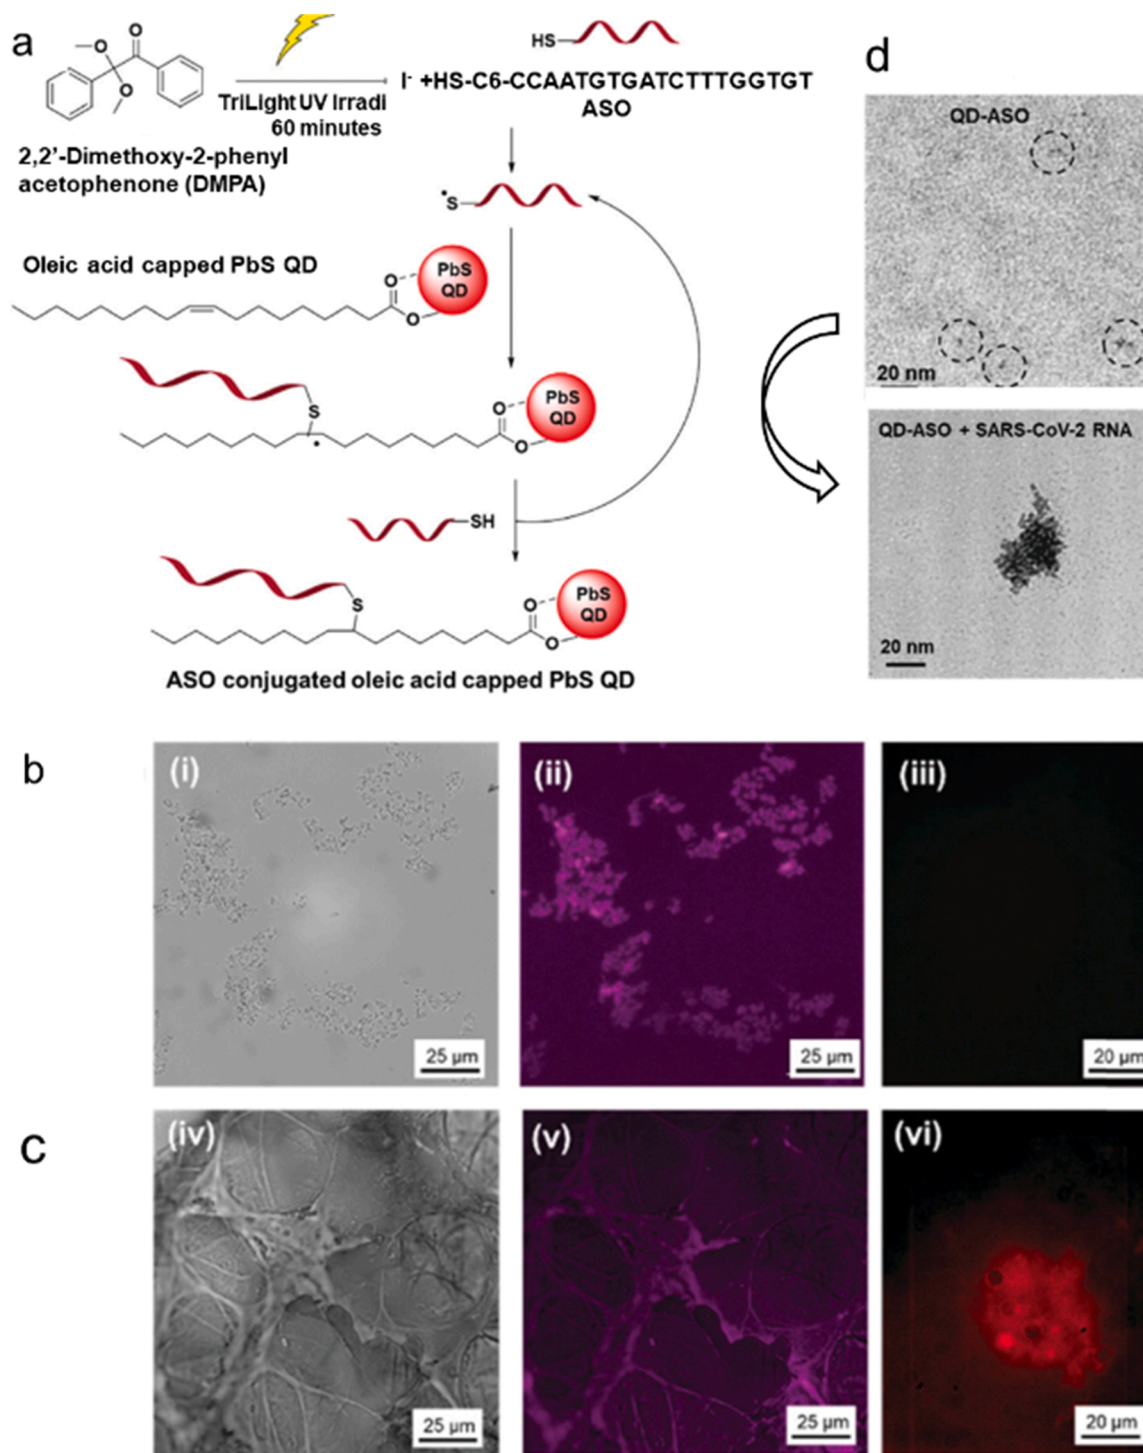 a
HS
TriLight UV Irradi
60 minutes
I· +HS-C6-CCAATGTGATCTTTGGTGT
ASO
2,2'-Dimethoxy-2-phenyl
acetophenone (DMPA)
O
O
O
•
S
Oleic acid capped PbS QD
O
O
PbS
QD
S
•
O
O
PbS
QD
SH
S
O
O
PbS
QD
ASO conjugated oleic acid capped PbS QD
d
QD-ASO
20 nm
QD-ASO + SARS-CoV-2 RNA
20 nm
b
(i)
25 µm
(ii)
25 µm
(iii)
20 µm
c
(iv)
25 µm
(v)
25 µm
(vi)
20 µm